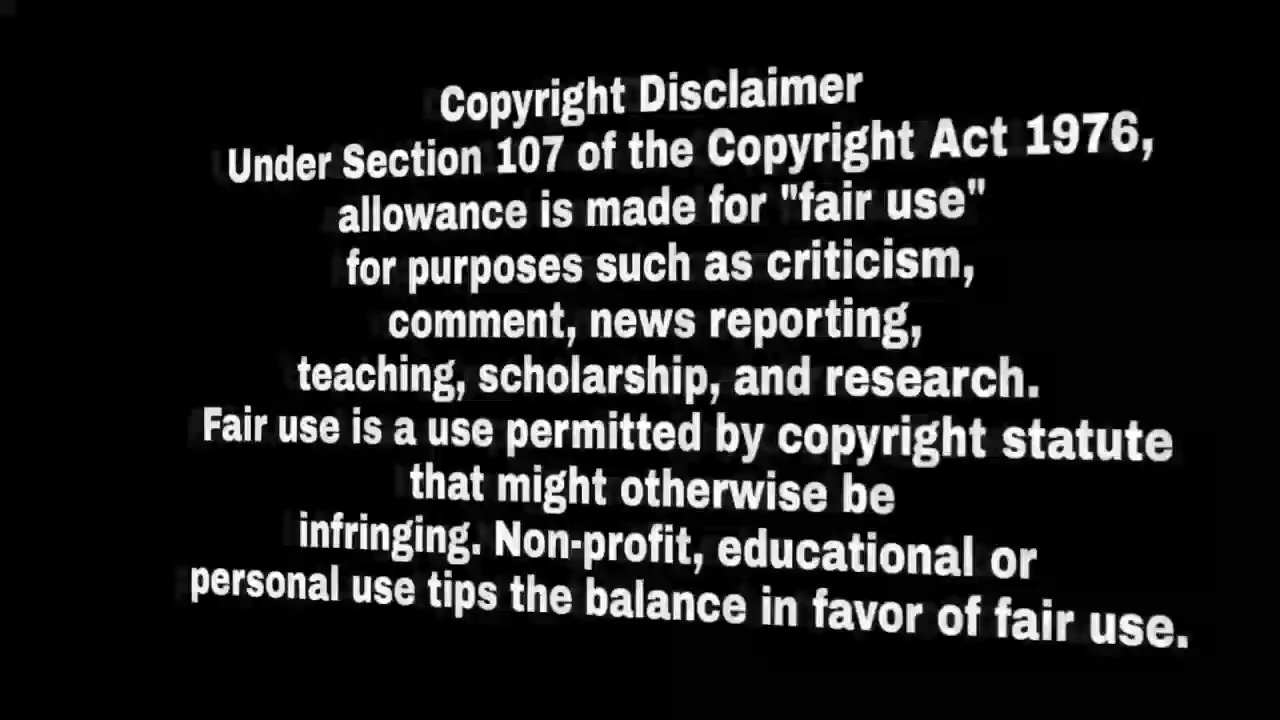 Copyright Disclaimer
Under Section 107 of the Copyright Act 1976,
allowance is made for "fair use"
for purposes such as criticism,
comment, news reporting,
teaching, scholarship, and research.
Fair use is a use permitted by copyright statute
that might otherwise be
infringing. Non-profit, educational or
personal use tips the balance in favor of fair use.